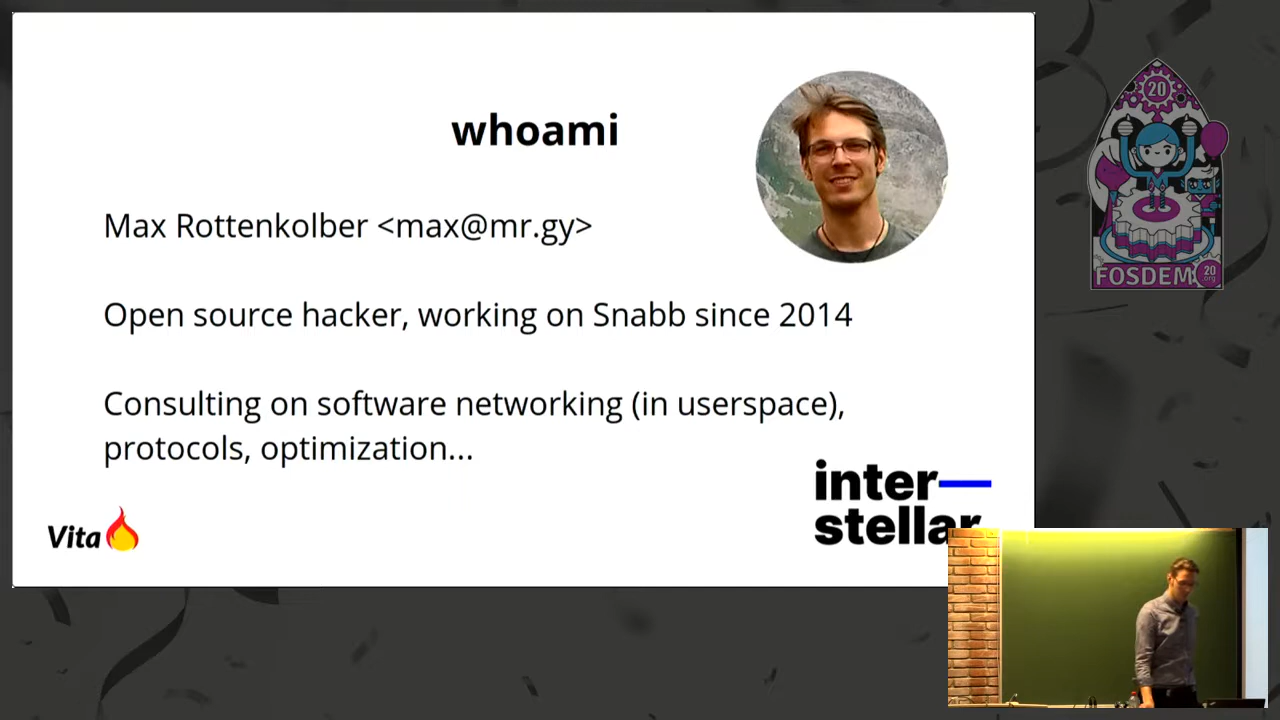 whoami
Max Rottenkolber <max@mr.gy>
Open source hacker, working on Snabb since 2014
Consulting on software networking (in userspace),
protocols, optimization...
Vita
inter—
stellar
20
FOSDEM
20
.org